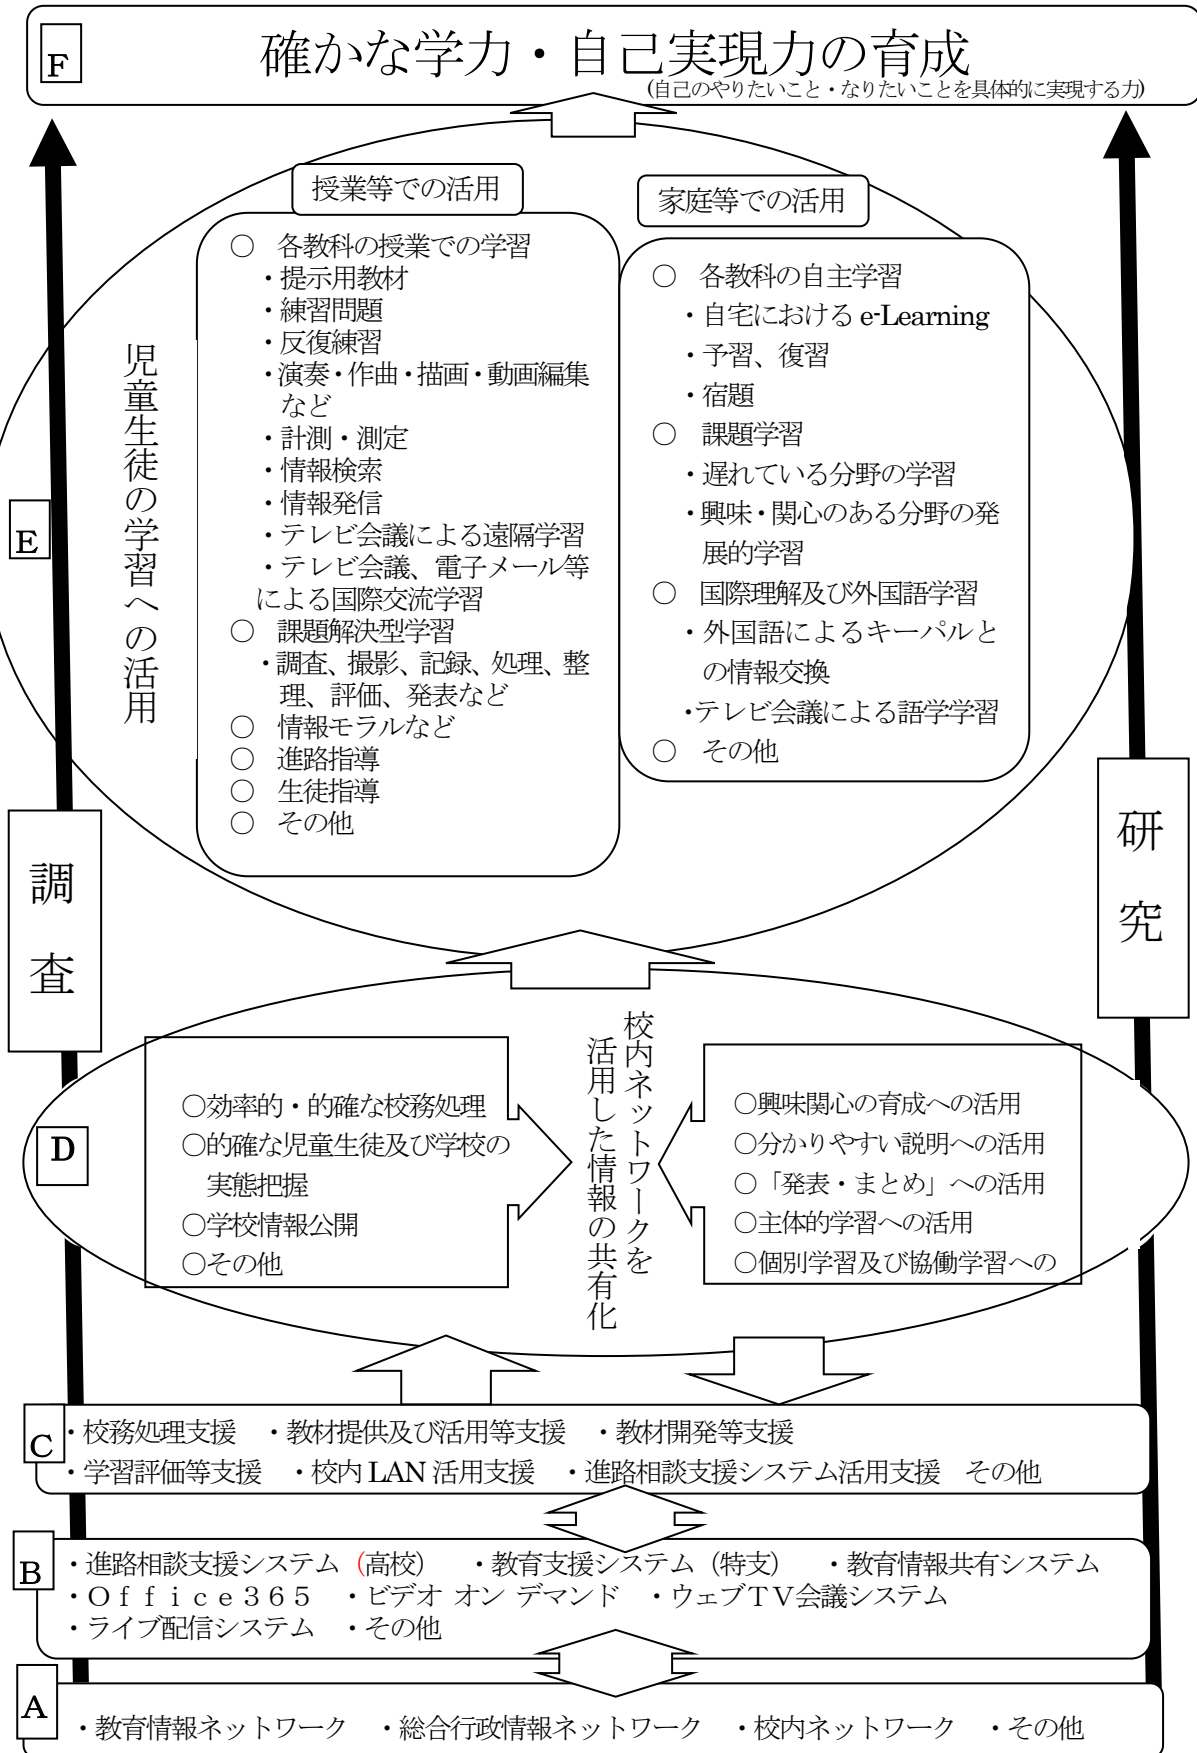 F
確かな学力・自己実現力の育成
(自己のやりたいこと・なりたいことを具体的に実現する力)
授業等での活用
○ 各教科の授業での学習
・提示用教材
・練習問題
・反復練習
・演奏・作曲・描画・動画編集
など
・計測・測定
・情報検索
・情報発信
・テレビ会議による遠隔学習
・テレビ会議、電子メール等
による国際交流学習
○ 課題解決型学習
・調査、撮影、記録、処理、整
理、評価、発表など
○ 情報モラルなど
○ 進路指導
○ 生徒指導
○ その他
家庭等での活用
○ 各教科の自主学習
・自宅における e-Learning
・予習、復習
・宿題
○ 課題学習
・遅れている分野の学習
・興味・関心のある分野の発
展的学習
○ 国際理解及び外国語学習
・外国語によるキーパルと
の情報交換
・テレビ会議による語学学習
○ その他
児童生徒の学習への活用
E
調査
研究
D
○効率的・的確な校務処理
○的確な児童生徒及び学校の
実態把握
○学校情報公開
○その他
校内ネットワークを
活用した情報の共有化
○興味関心の育成への活用
○分かりやすい説明への活用
○「発表・まとめ」への活用
○主体的学習への活用
○個別学習及び協働学習への
C
・校務処理支援 ・教材提供及び活用等支援 ・教材開発等支援
・学習評価等支援 ・校内 LAN 活用支援 ・進路相談支援システム活用支援 その他
B
・進路相談支援システム（高校） ・教育支援システム（特支） ・教育情報共有システム
・Ｏｆｆｉｃｅ３６５ ・ビデオ オン デマンド ・ウェブＴＶ会議システム
・ライブ配信システム ・その他
A
・教育情報ネットワーク ・総合行政情報ネットワーク ・校内ネットワーク ・その他